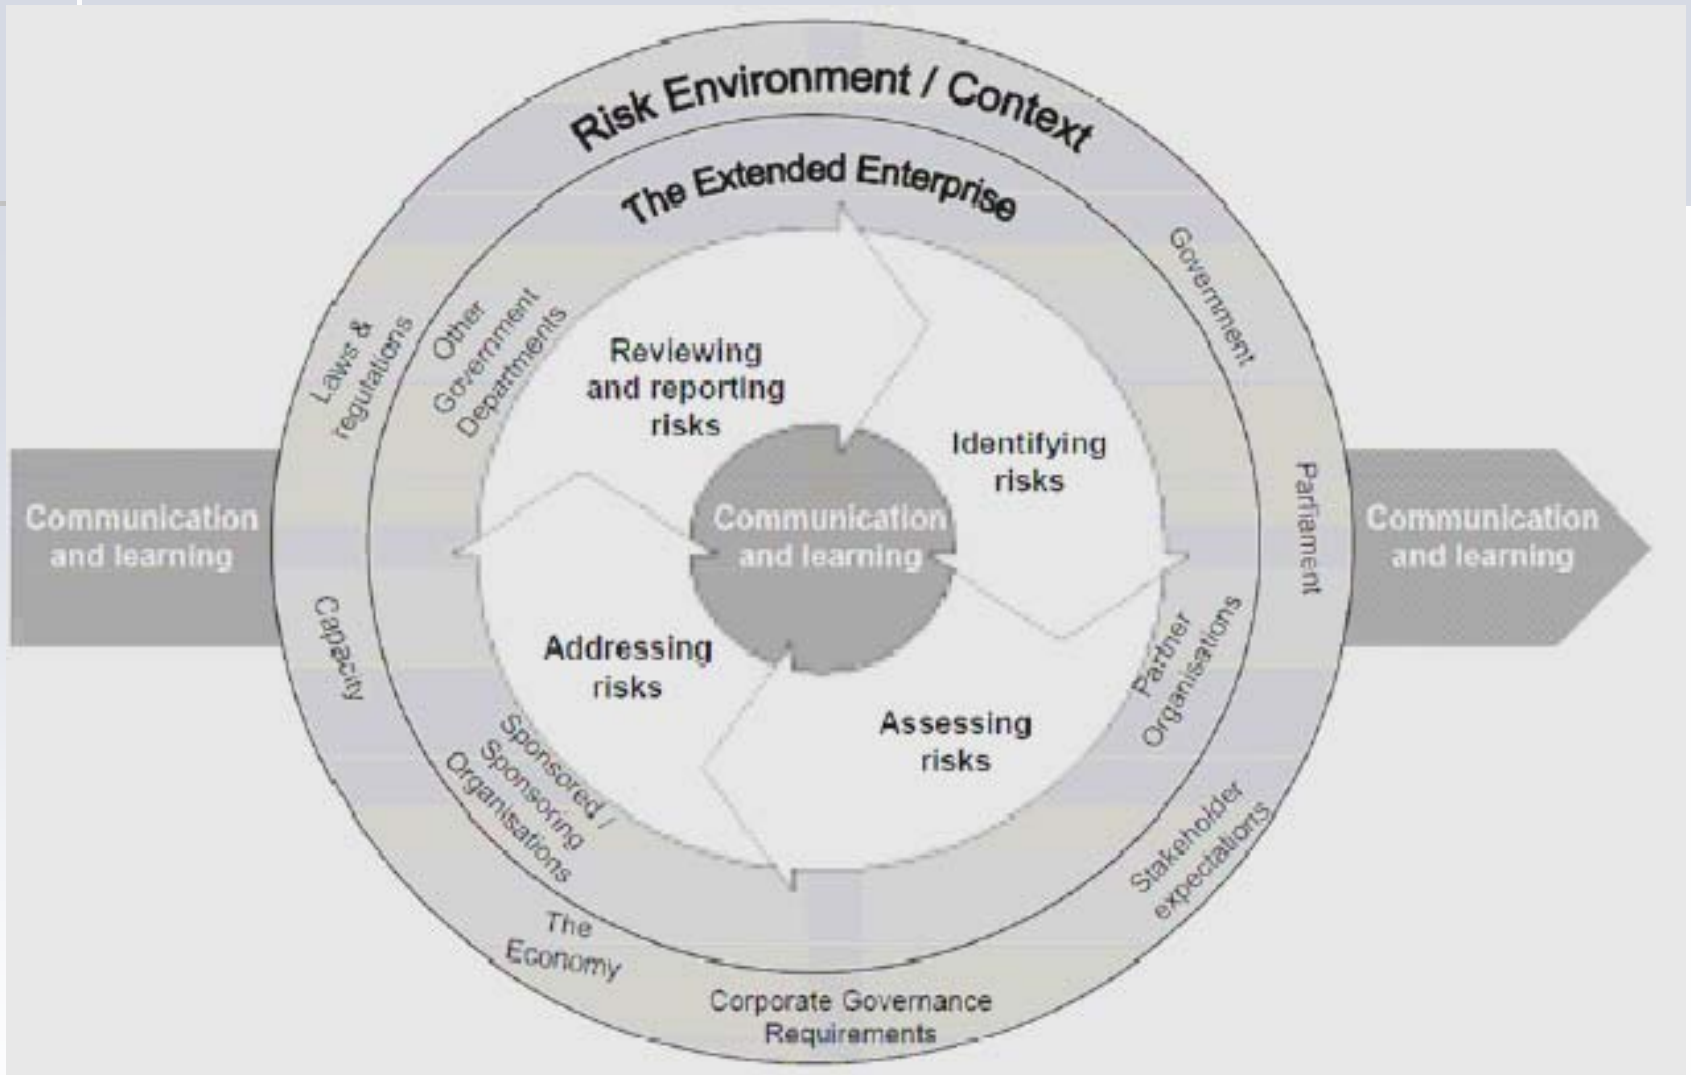 Risk Environment / Context
The Extended Enterprise
Government
Laws &
regulations
Other
Government
Departments
Reviewing
and reporting
risks
Identifying
risks
Parliament
Communication
and learning
Communication
and learning
Communication
and learning
Capacity
Addressing
risks
Assessing
risks
Partner
Organisations
Sponsored /
Sponsoring
Organisations
Stakeholder
expectations
The
Economy
Corporate Governance
Requirements